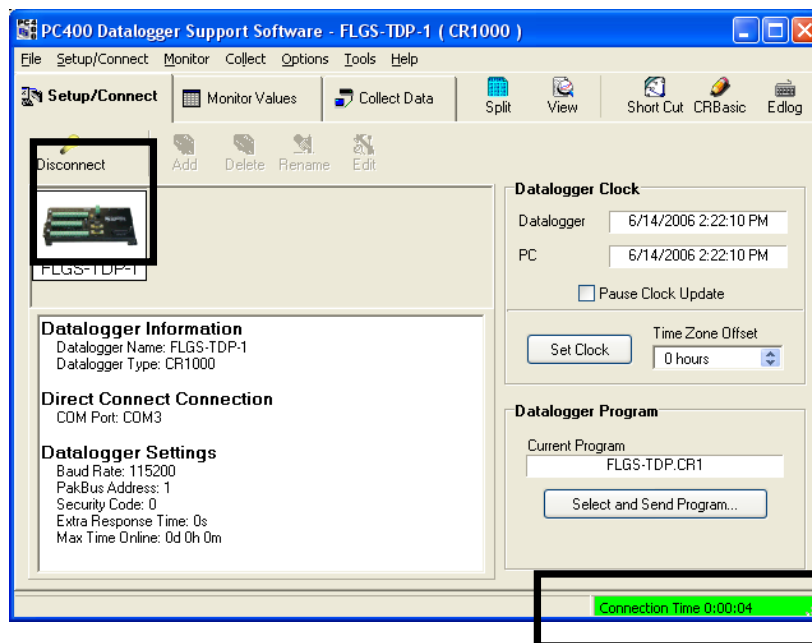 PC400 Datalogger Support Software - FLGS-TDP-1 ( CR1000 )
File Setup/Connect Monitor Collect Options Tools Help
Setup/Connect Monitor Values Collect Data Split View Short Cut CRBasic Edlog
Disconnect Add Delete Rename Edit
FLGS-TDP-1
Datalogger Information
Datalogger Name: FLGS-TDP-1
Datalogger Type: CR1000
Direct Connect Connection
COM Port: COM3
Datalogger Settings
Baud Rate: 115200
PakBus Address: 1
Security Code: 0
Extra Response Time: 0s
Max Time Online: 0d 0h 0m
Datalogger Clock
Datalogger 6/14/2006 2:22:10 PM
PC 6/14/2006 2:22:10 PM
Pause Clock Update
Time Zone Offset
Set Clock 0 hours
Datalogger Program
Current Program
FLGS-TDP.CR1
Select and Send Program...
Connection Time 0:00:04